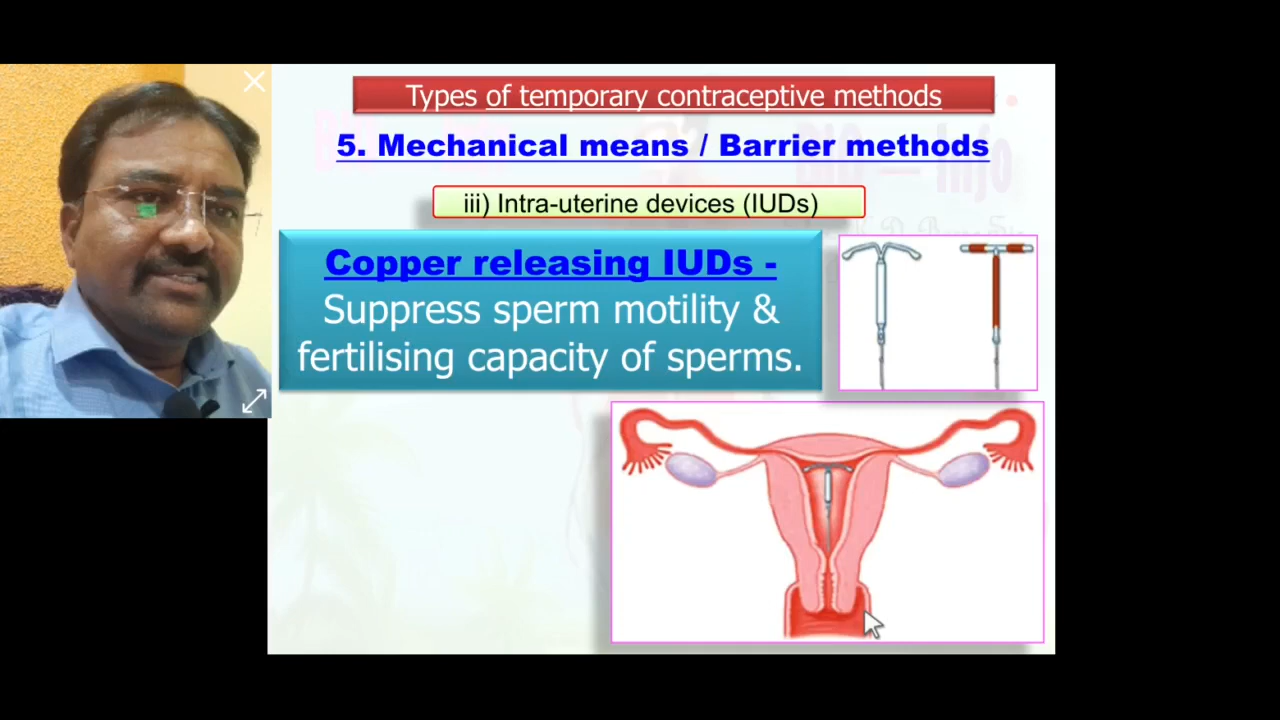 Types of temporary contraceptive methods
5. Mechanical means / Barrier methods
iii) Intra-uterine devices (IUDs)
Copper releasing IUDs -
Suppress sperm motility &
fertilising capacity of sperms.